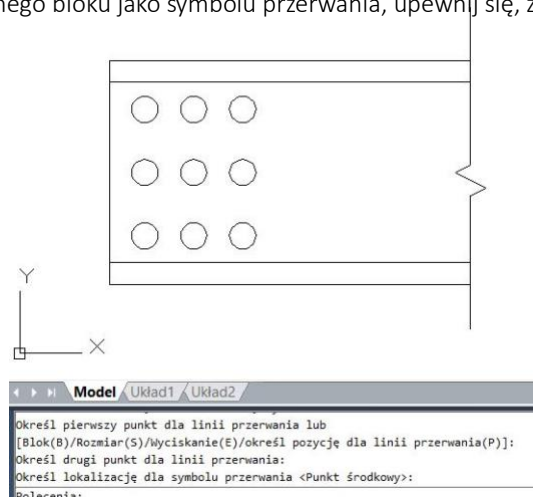 nego bloku jako symbolu przerwania, upewnij się, z
Y
X
Model Układ1 Układ2
Określ pierwszy punkt dla linii przerwania lub
[Blok(B)/Rozmiar(S)/Wyciskanie(E)/określ pozycję dla linii przerwania(P)]:
Określ drugi punkt dla linii przerwania:
Określ lokalizację dla symbolu przerwania <Punkt środkowy>:
Polecenia: